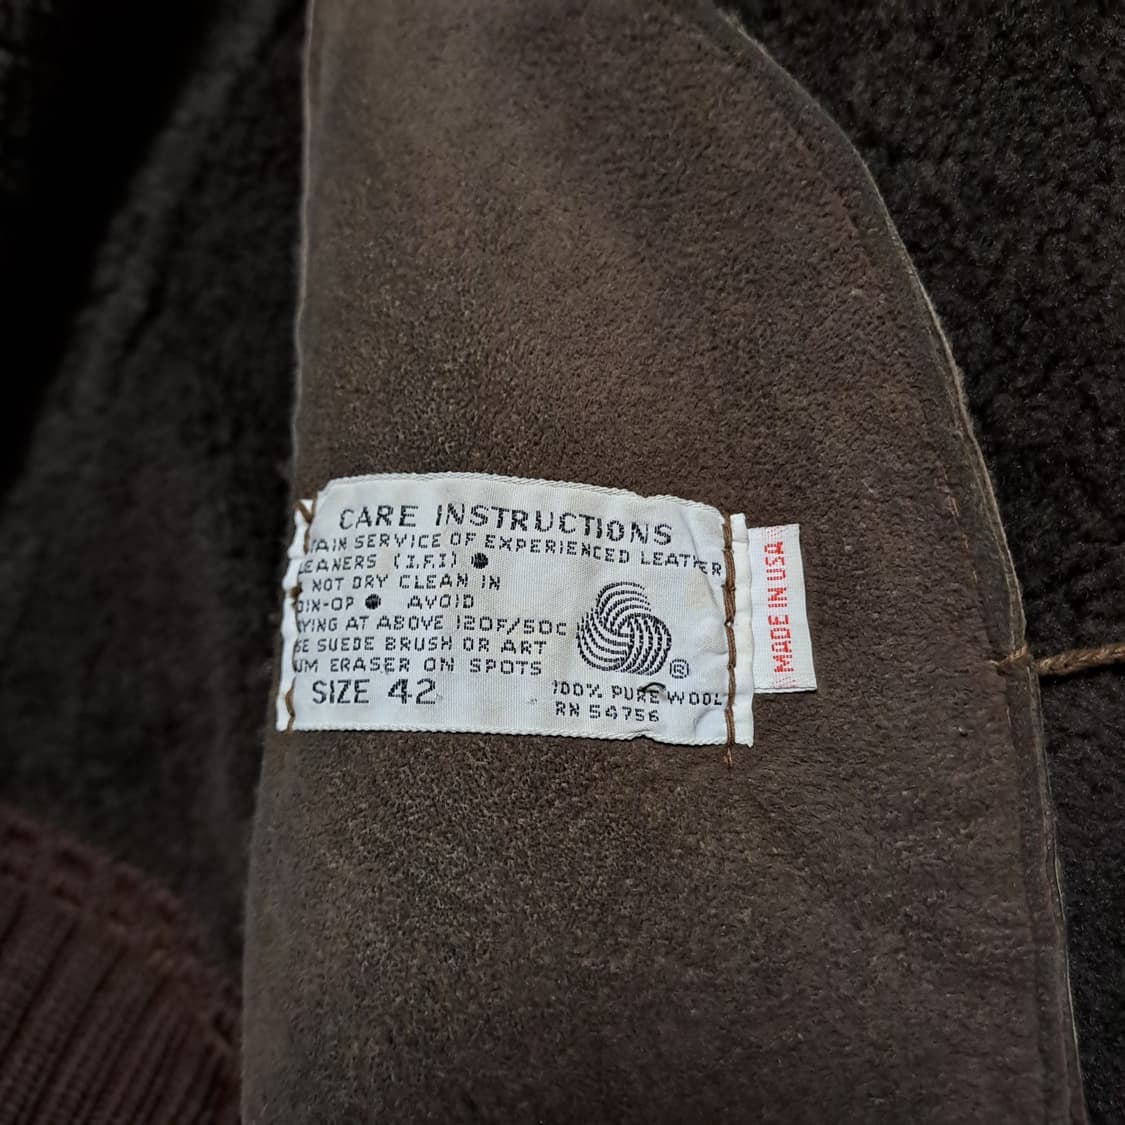 CARE INSTRUCTIONS
TAIN SERVICE OF EXPERIENCED LEATHER
LEANERS (I.F.I) ●
NOT DRY CLEAN IN
OIN-OP ● AVOID
YING AT ABOVE 120F/50C
SE SUEDE BRUSH OR ART
UM ERASER ON SPOTS
SIZE 42
®
100% PURE WOOL
RN 54756
MADE IN USA